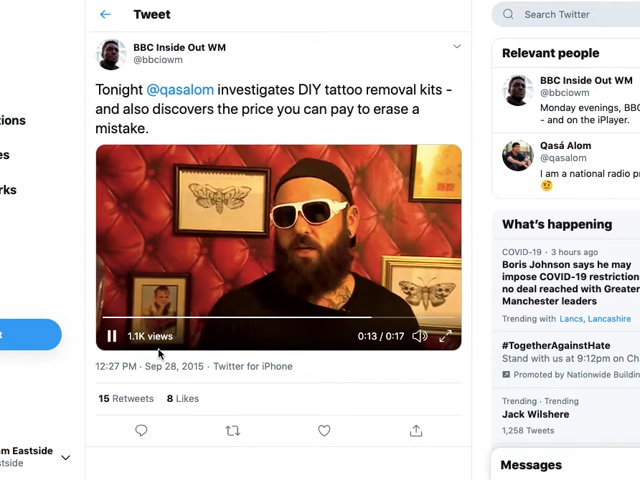 Tweet
BBC Inside Out WM
@bbciowm
Tonight @qasalom investigates DIY tattoo removal kits -
and also discovers the price you can pay to erase a
mistake.
1.1K views
0:13 / 0:17
12:27 PM · Sep 28, 2015 · Twitter for iPhone
15 Retweets 8 Likes
Search Twitter
Relevant people
BBC Inside Out WM
@bbciowm
Monday evenings, BBC
- and on the iPlayer.
Qasá Alom
@qasalom
I am a national radio pr
What's happening
COVID-19 · 3 hours ago
Boris Johnson says he may
impose COVID-19 restriction
no deal reached with Greater
Manchester leaders
Trending with Lancs, Lancashire
#TogetherAgainstHate
Stand with us at 9:12pm on Ch
Promoted by Nationwide Buildin
Trending · Trending
Jack Wilshere
1,258 Tweets
Messages
tions
es
rks
t
m Eastside
tside